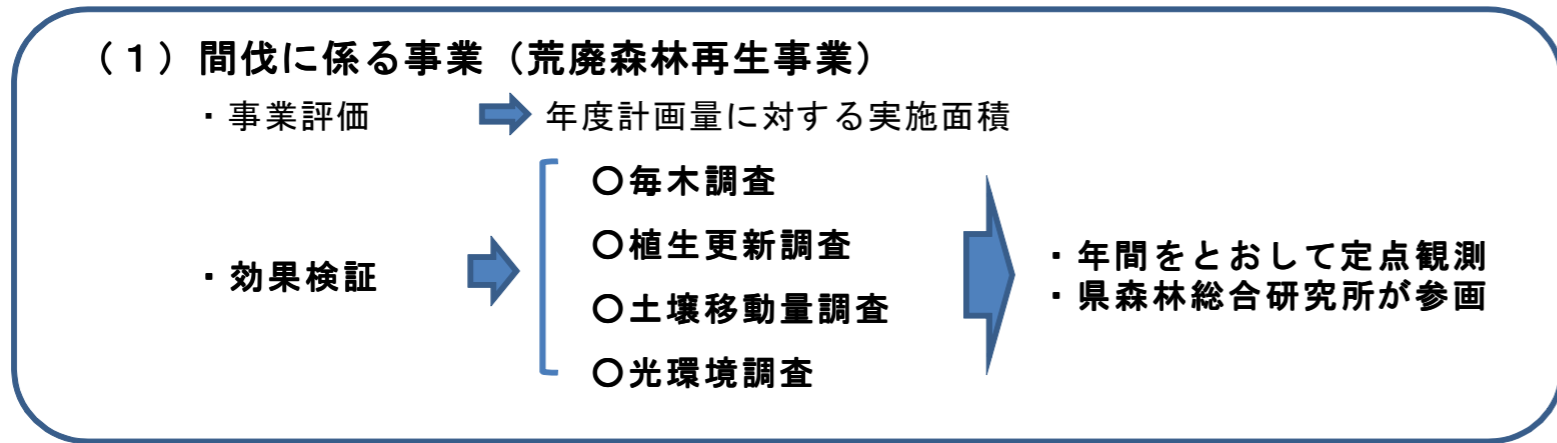 （１）間伐に係る事業（荒廃森林再生事業）
・事業評価　年度計画量に対する実施面積
〇毎木調査
〇植生更新調査
・効果検証
〇土壌移動量調査
〇光環境調査
・年間をとおして定点観測
・県森林総合研究所が参画